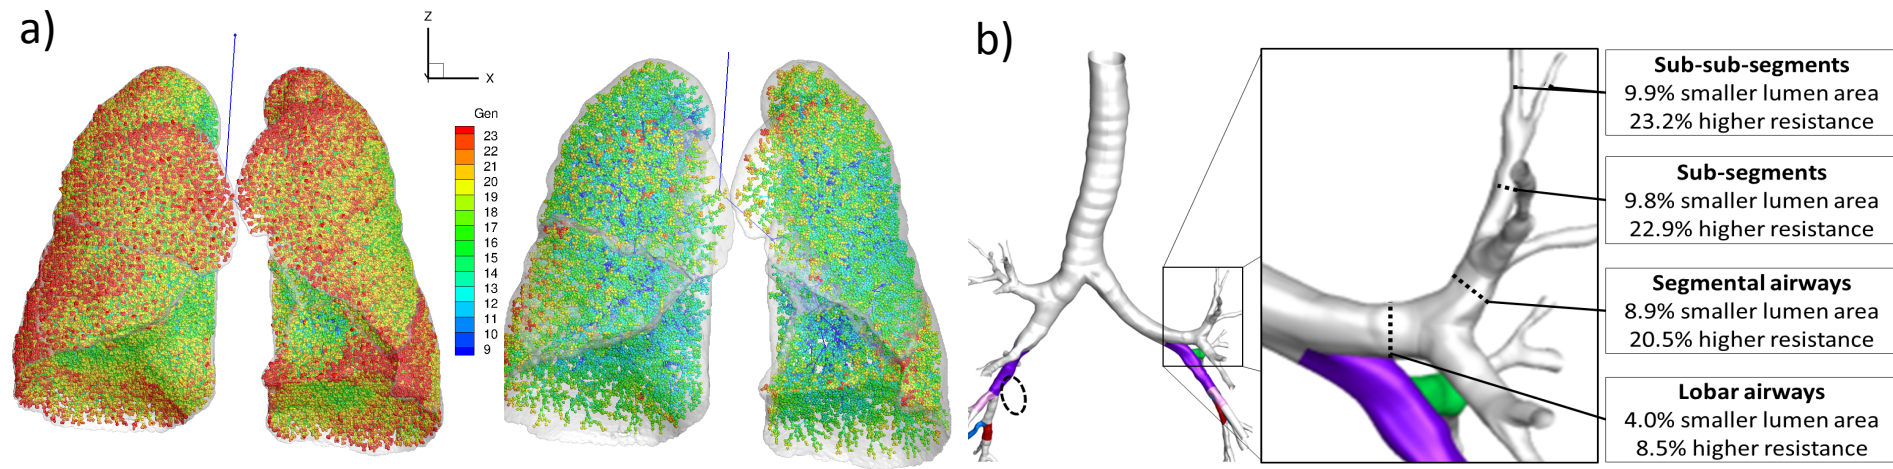 a)
Z
X
Gen
23
22
21
20
19
18
17
16
15
14
13
12
11
10
9
b)
Sub-sub-segments
9.9% smaller lumen area
23.2% higher resistance
Sub-segments
9.8% smaller lumen area
22.9% higher resistance
Segmental airways
8.9% smaller lumen area
20.5% higher resistance
Lobar airways
4.0% smaller lumen area
8.5% higher resistance